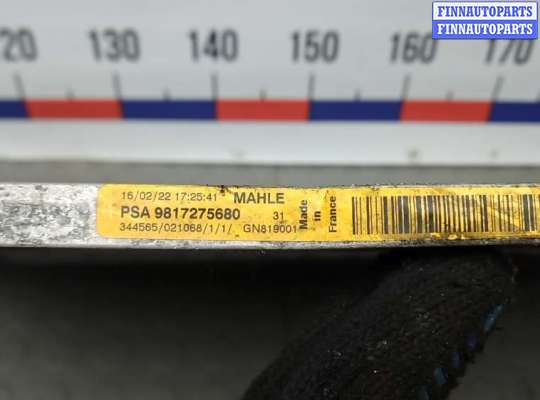 FINNAUTOPARTS
FINNAUTOPARTS
120 130 140 150 160 170
16/02/22 17:25:41 MAHLE
PSA 9817275680 31
344565/021068/1/1/ GN819001
Made
in
France